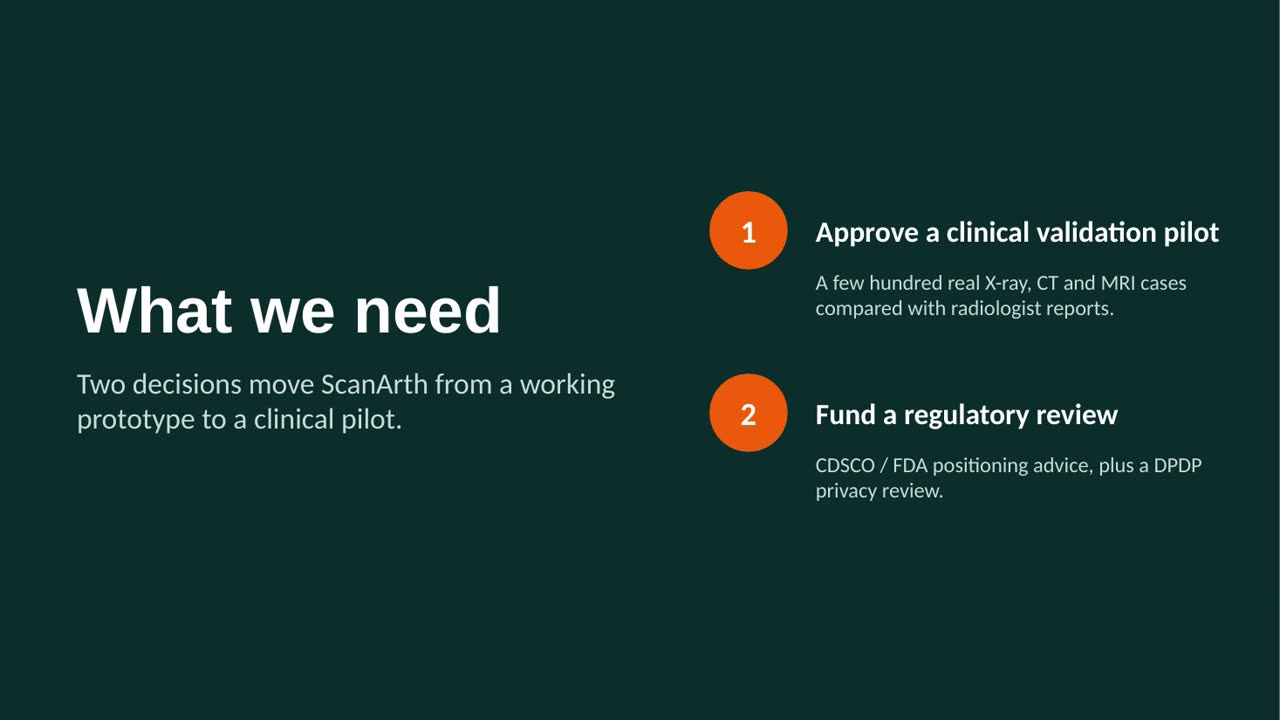 What we need
Two decisions move ScanArth from a working
prototype to a clinical pilot.
1
Approve a clinical validation pilot
A few hundred real X-ray, CT and MRI cases
compared with radiologist reports.
2
Fund a regulatory review
CDSCO / FDA positioning advice, plus a DPDP
privacy review.